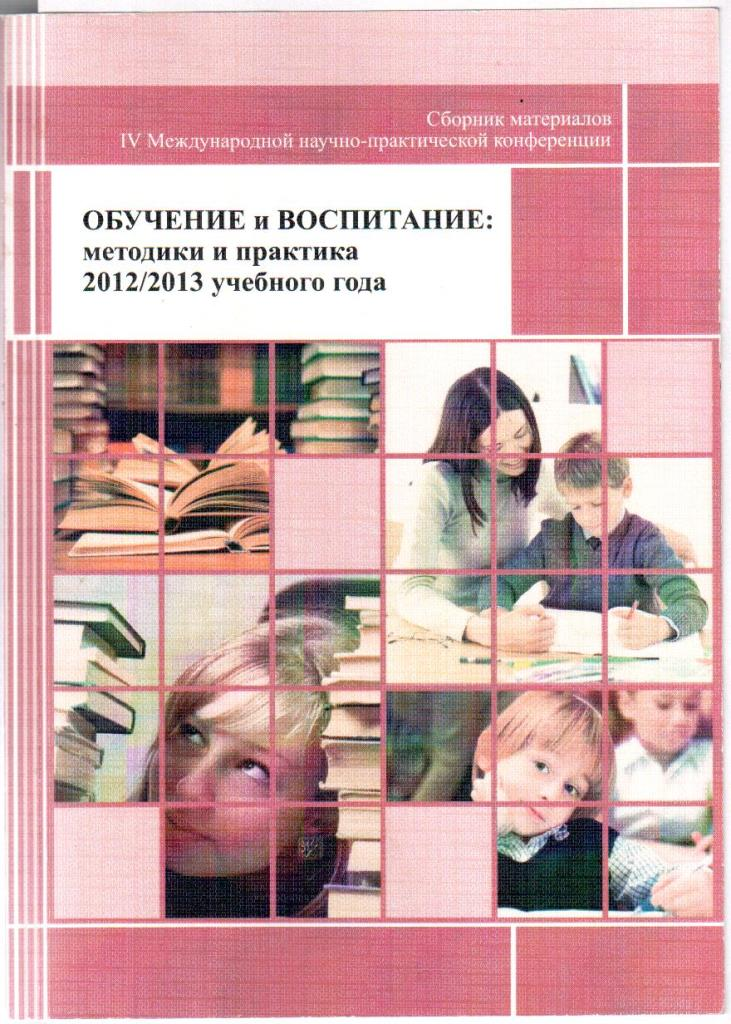 Сборник материалов
IV Международной научно-практической конференции
ОБУЧЕНИЕ и ВОСПИТАНИЕ:
методики и практика
2012/2013 учебного года